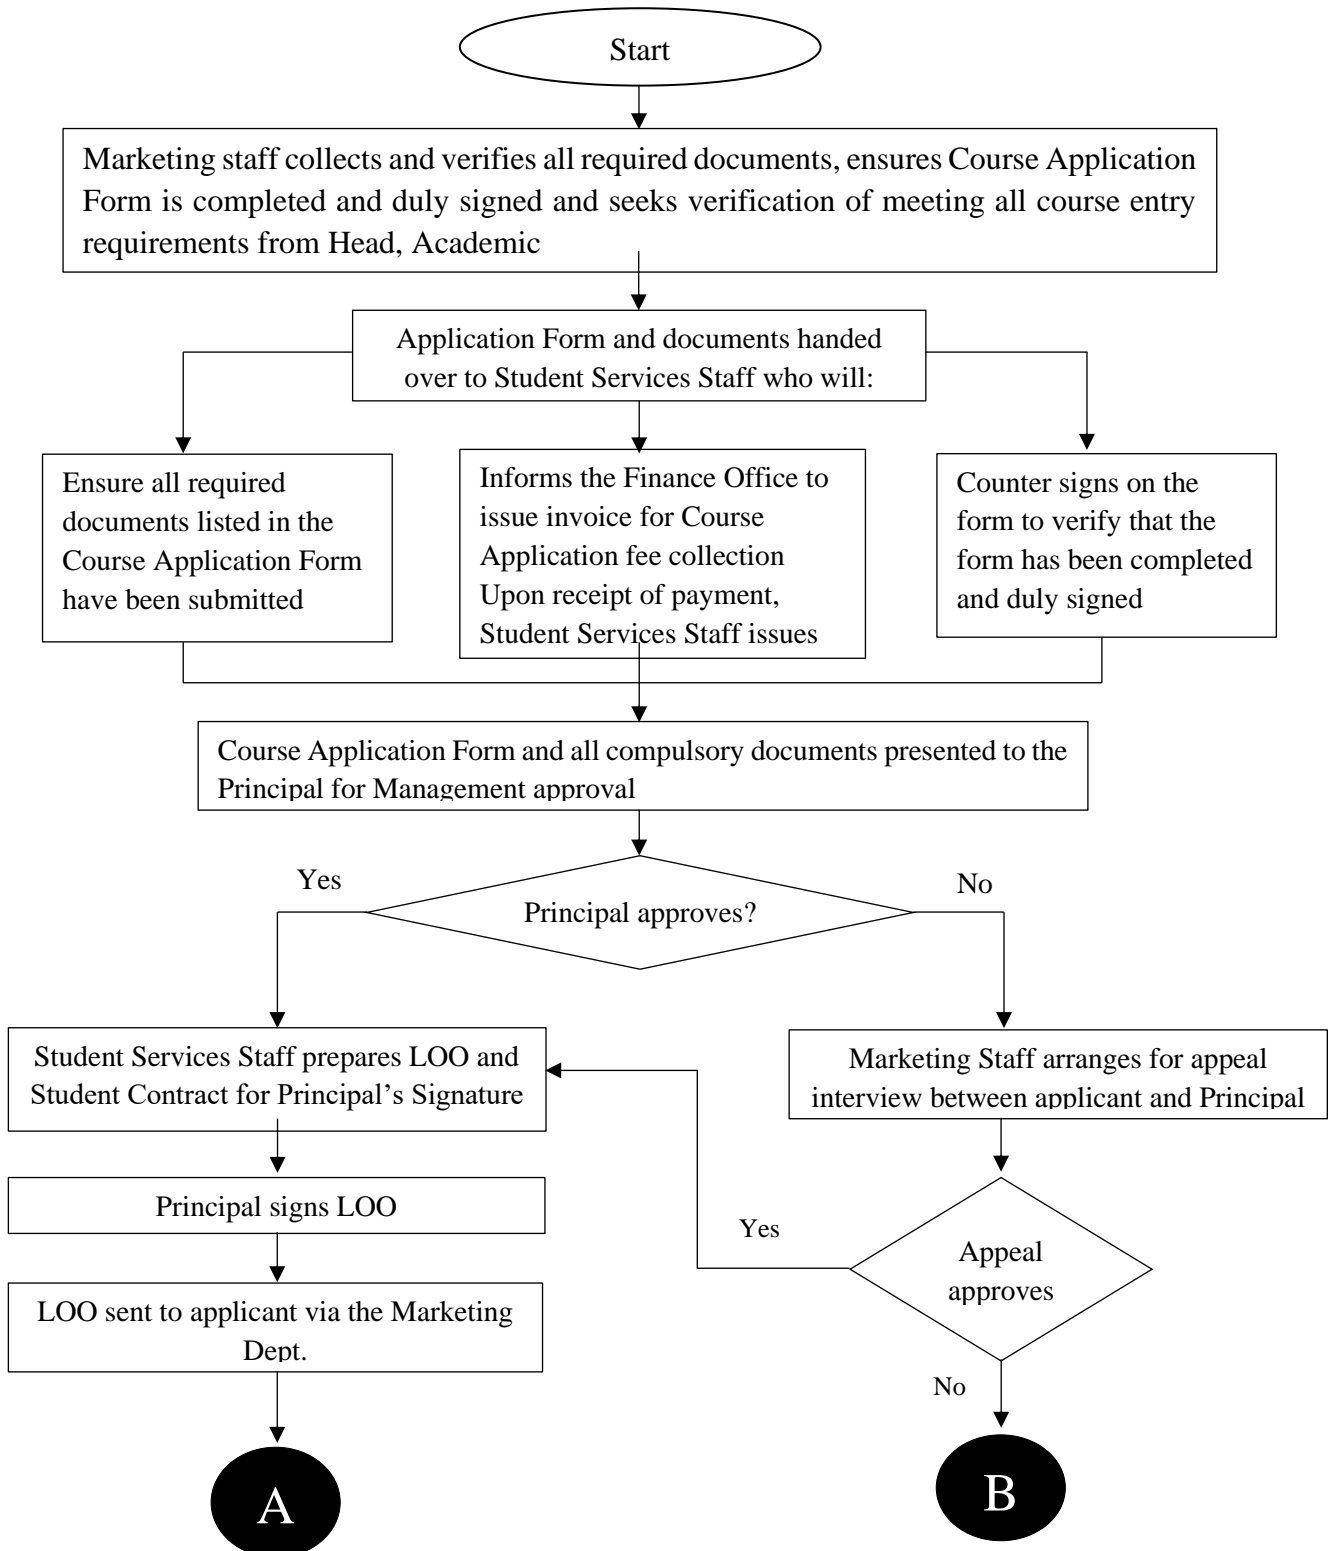 Start
Marketing staff collects and verifies all required documents, ensures Course Application
Form is completed and duly signed and seeks verification of meeting all course entry
requirements from Head, Academic
Application Form and documents handed
over to Student Services Staff who will:
Ensure all required
documents listed in the
Course Application Form
have been submitted
Informs the Finance Office to
issue invoice for Course
Application fee collection
Upon receipt of payment,
Student Services Staff issues
Counter signs on the
form to verify that the
form has been completed
and duly signed
Course Application Form and all compulsory documents presented to the
Principal for Management approval
Yes
No
Principal approves?
Student Services Staff prepares LOO and
Student Contract for Principal’s Signature
Marketing Staff arranges for appeal
interview between applicant and Principal
Principal signs LOO
Yes
Appeal
approves
LOO sent to applicant via the Marketing
Dept.
No
A
B